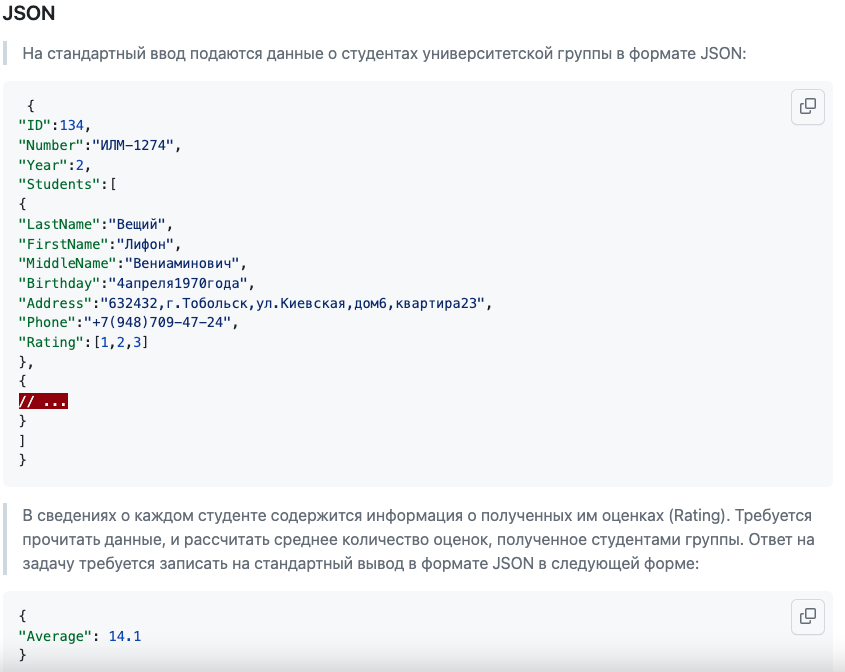 JSON
На стандартный ввод подаются данные о студентах университетской группы в формате JSON:
{
"ID":134,
"Number":"ИЛМ-1274",
"Year":2,
"Students":[
{
"LastName":"Вещий",
"FirstName":"Лифон",
"MiddleName":"Вениаминович",
"Birthday":"4апреля1970года",
"Address":"632432,г.Тобольск,ул.Киевская,дом6,квартира23",
"Phone":"+7(948)709-47-24",
"Rating":[1,2,3]
},
{
// ...
}
]
}
В сведениях о каждом студенте содержится информация о полученных им оценках (Rating). Требуется
прочитать данные, и рассчитать среднее количество оценок, полученное студентами группы. Ответ на
задачу требуется записать на стандартный вывод в формате JSON в следующей форме:
{
"Average": 14.1
}